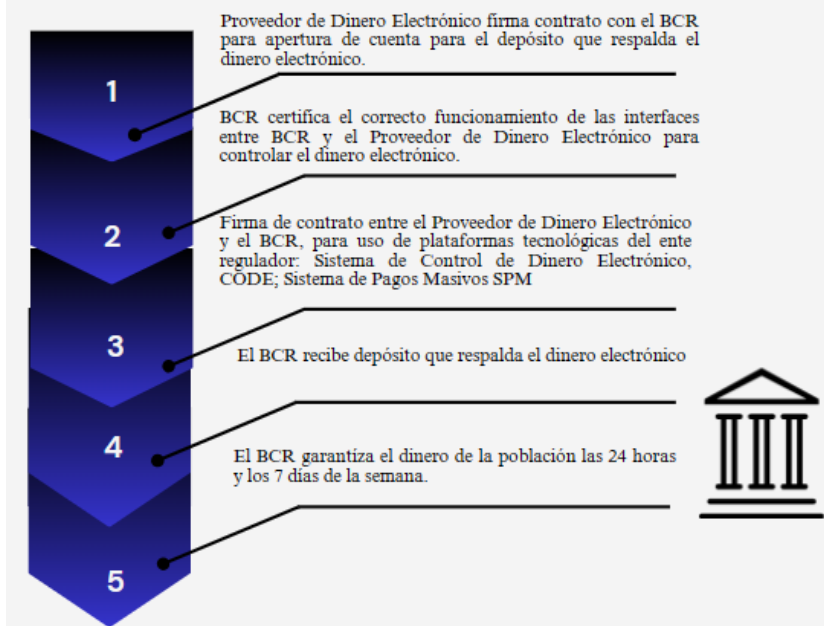 Proveedor de Dinero Electrónico firma contrato con el BCR
para apertura de cuenta para el depósito que respalda el
dinero electrónico.
1
BCR certifica el correcto funcionamiento de las interfaces
entre BCR y el Proveedor de Dinero Electrónico para
controlar el dinero electrónico.
2
Firma de contrato entre el Proveedor de Dinero Electrónico
y el BCR, para uso de plataformas tecnológicas del ente
regulador: Sistema de Control de Dinero Electrónico,
CODE; Sistema de Pagos Masivos SPM
3
El BCR recibe depósito que respalda el dinero electrónico
4
El BCR garantíza el dinero de la población las 24 horas
y los 7 días de la semana.
5